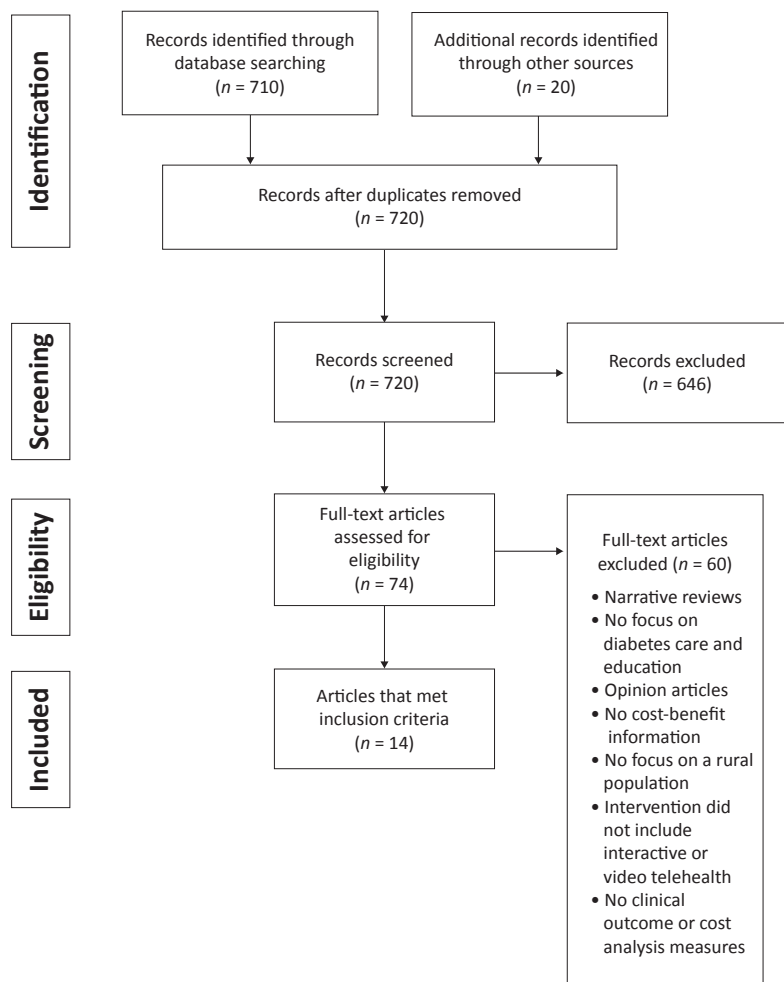 Identification
Records identified through
database searching
(n = 710)
Additional records identified
through other sources
(n = 20)
Records after duplicates removed
(n = 720)
Screening
Records screened
(n = 720)
Records excluded
(n = 646)
Eligibility
Full-text articles
assessed for
eligibility
(n = 74)
Full-text articles
excluded (n = 60)
• Narrative reviews
• No focus on
diabetes care and
education
• Opinion articles
• No cost-benefit
information
• No focus on a rural
population
• Intervention did
not include
interactive or
video telehealth
• No clinical
outcome or cost
analysis measures
Included
Articles that met
inclusion criteria
(n = 14)